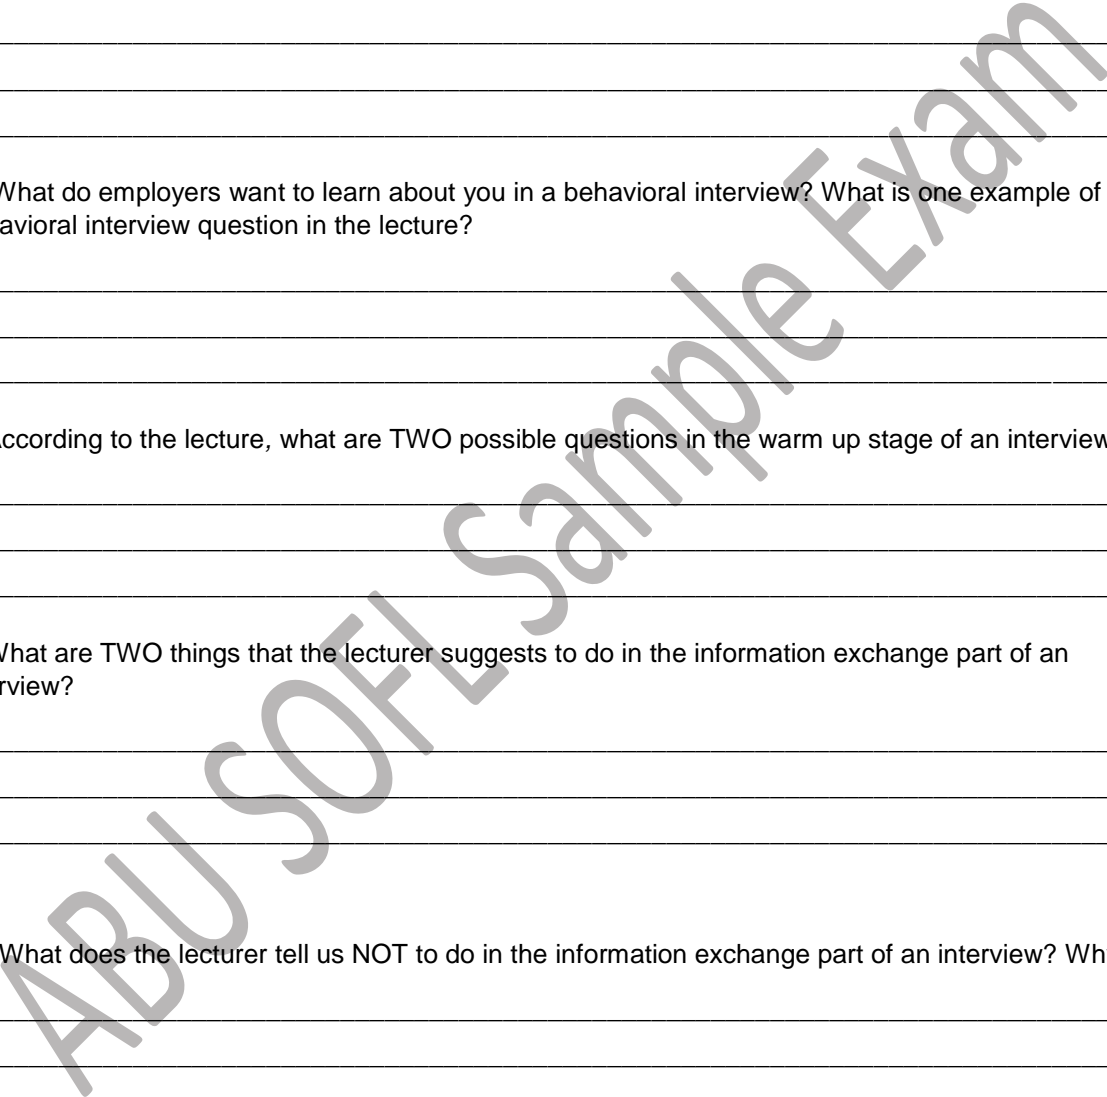 What do employers want to learn about you in a behavioral interview? What is one example of
avioral interview question in the lecture?
According to the lecture, what are TWO possible questions in the warm up stage of an interview
What are TWO things that the lecturer suggests to do in the information exchange part of an
rview?
What does the lecturer tell us NOT to do in the information exchange part of an interview? Wh
ABU SOFL Sample Exam